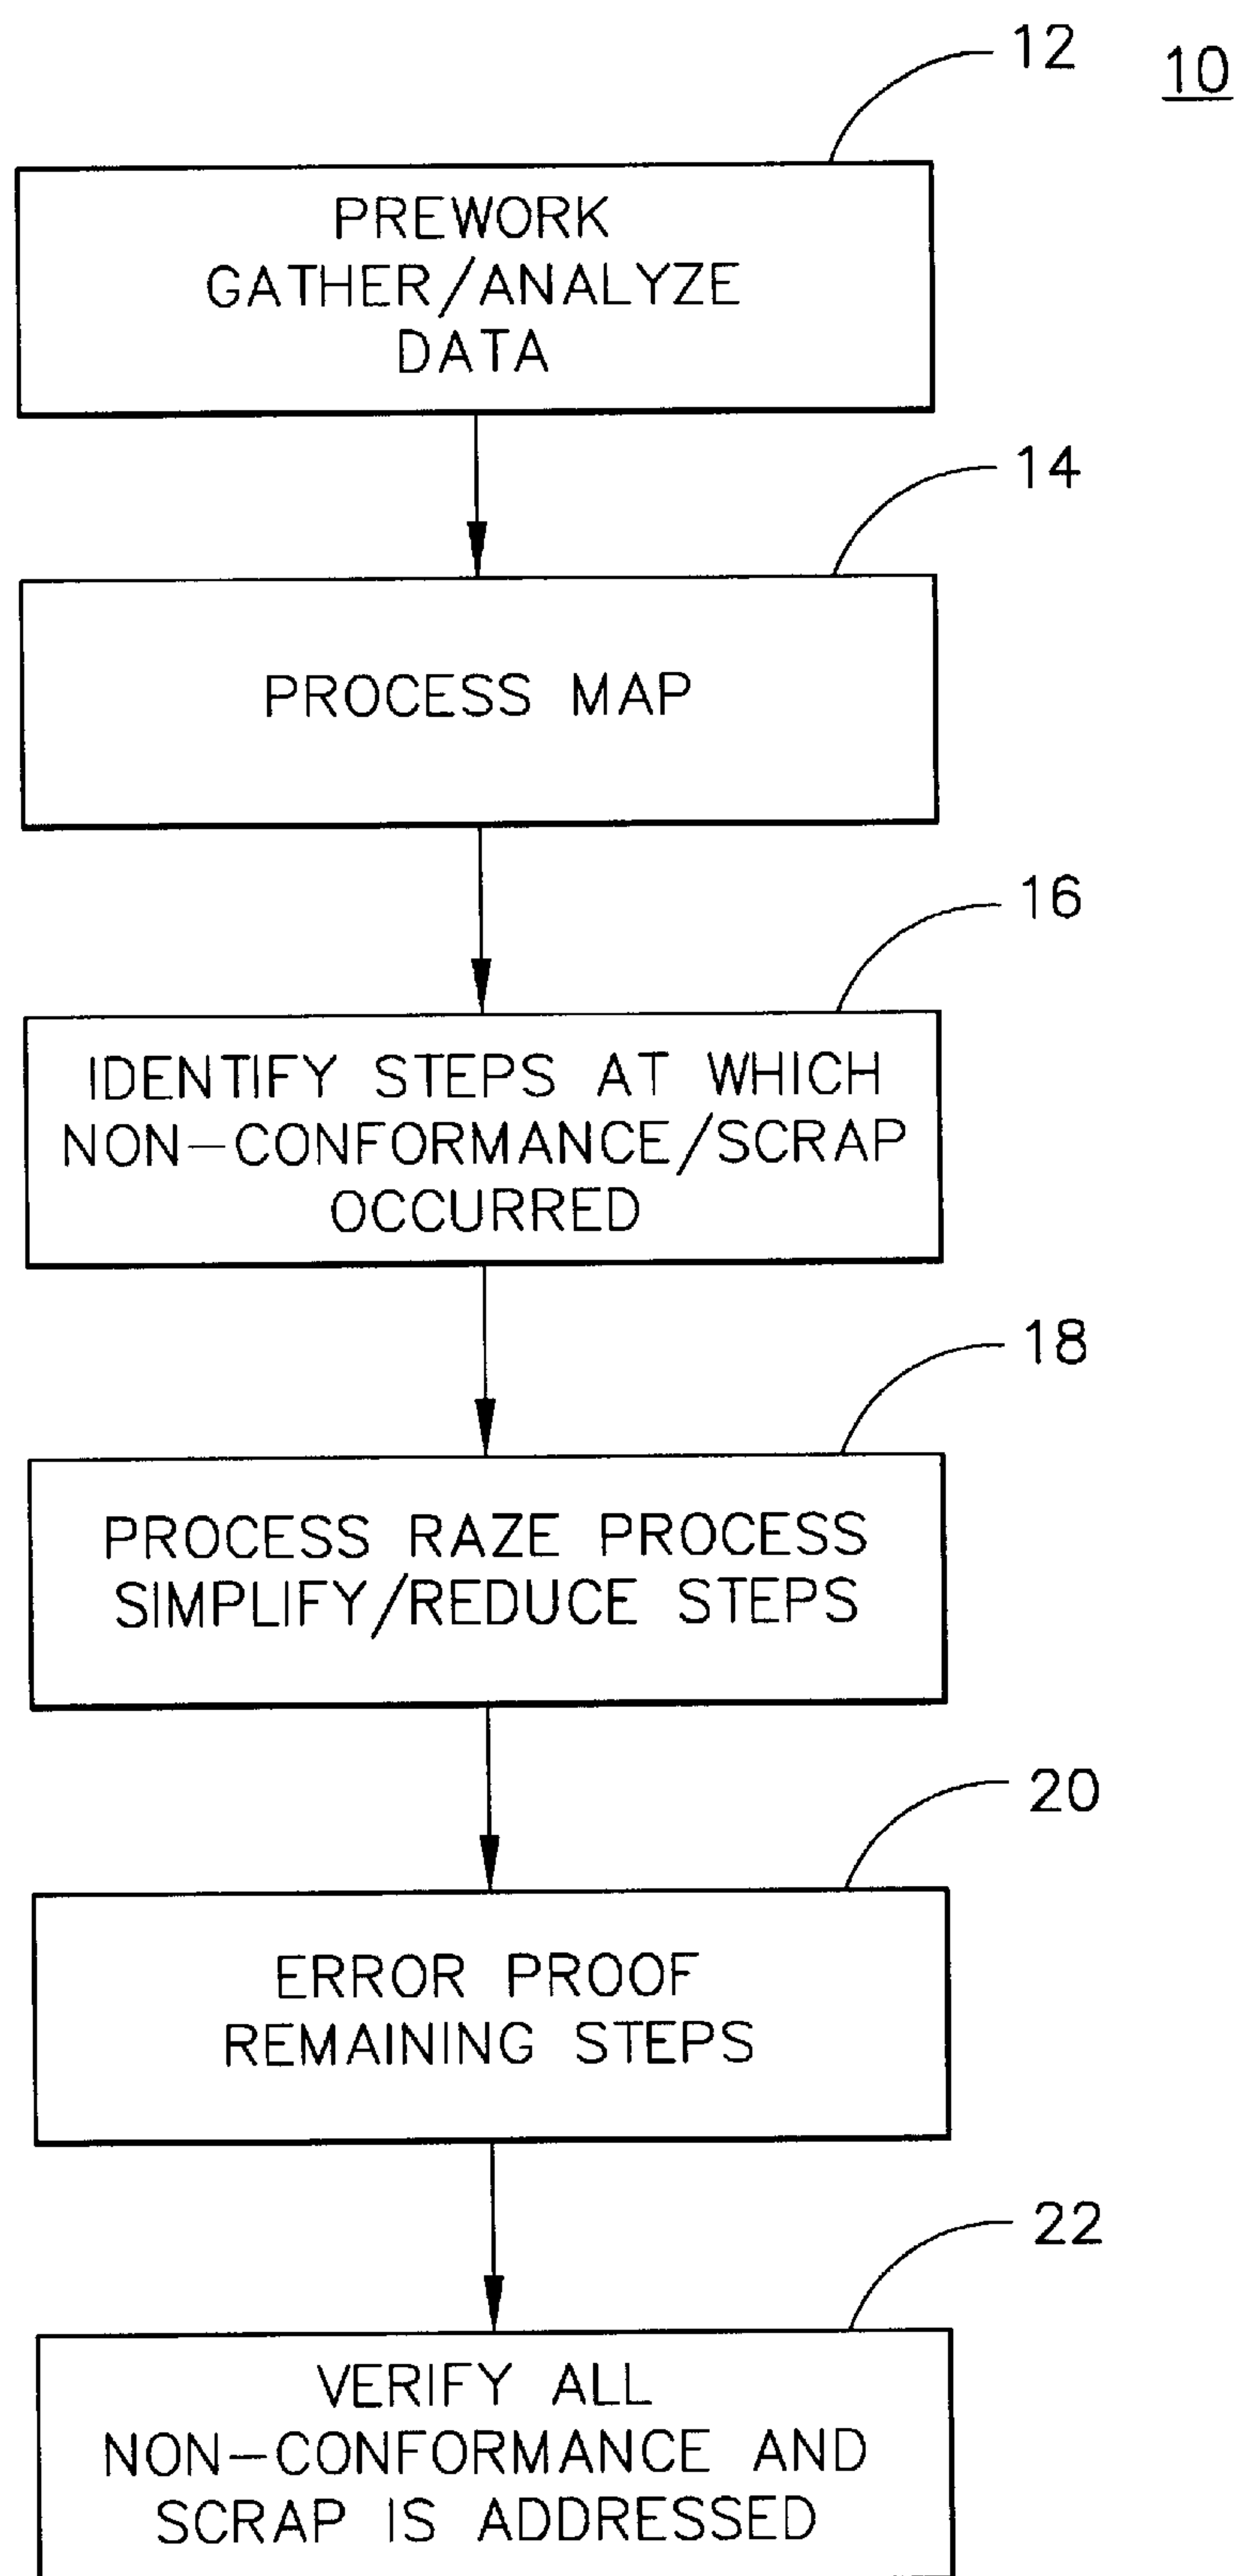 12
10
PREWORK
GATHER/ANALYZE
DATA
14
PROCESS MAP
16
IDENTIFY STEPS AT WHICH
NON-CONFORMANCE/SCRAP
OCCURRED
18
PROCESS RAZE PROCESS
SIMPLIFY/REDUCE STEPS
20
ERROR PROOF
REMAINING STEPS
22
VERIFY ALL
NON-CONFORMANCE AND
SCRAP IS ADDRESSED